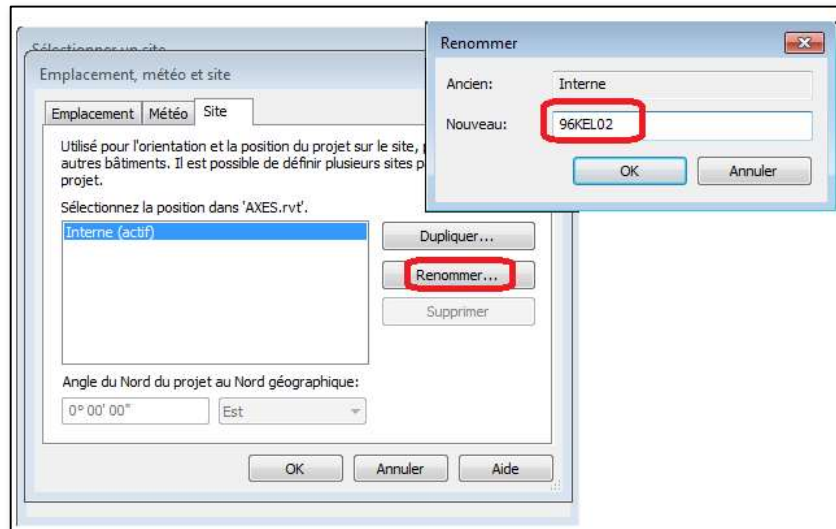 Sélectionner un site
Emplacement, météo et site
Emplacement Météo Site
Utilisé pour l'orientation et la position du projet sur le site,
autres bâtiments. Il est possible de définir plusieurs sites
projet.
Sélectionnez la position dans 'AXES.rvt'.
Interne (actif)
Dupliquer...
Renommer...
Supprimer
Angle du Nord du projet au Nord géographique:
0° 00' 00" Est
OK Annuler Aide
Renommer
Ancien: Interne
Nouveau: 96KEL02
OK Annuler